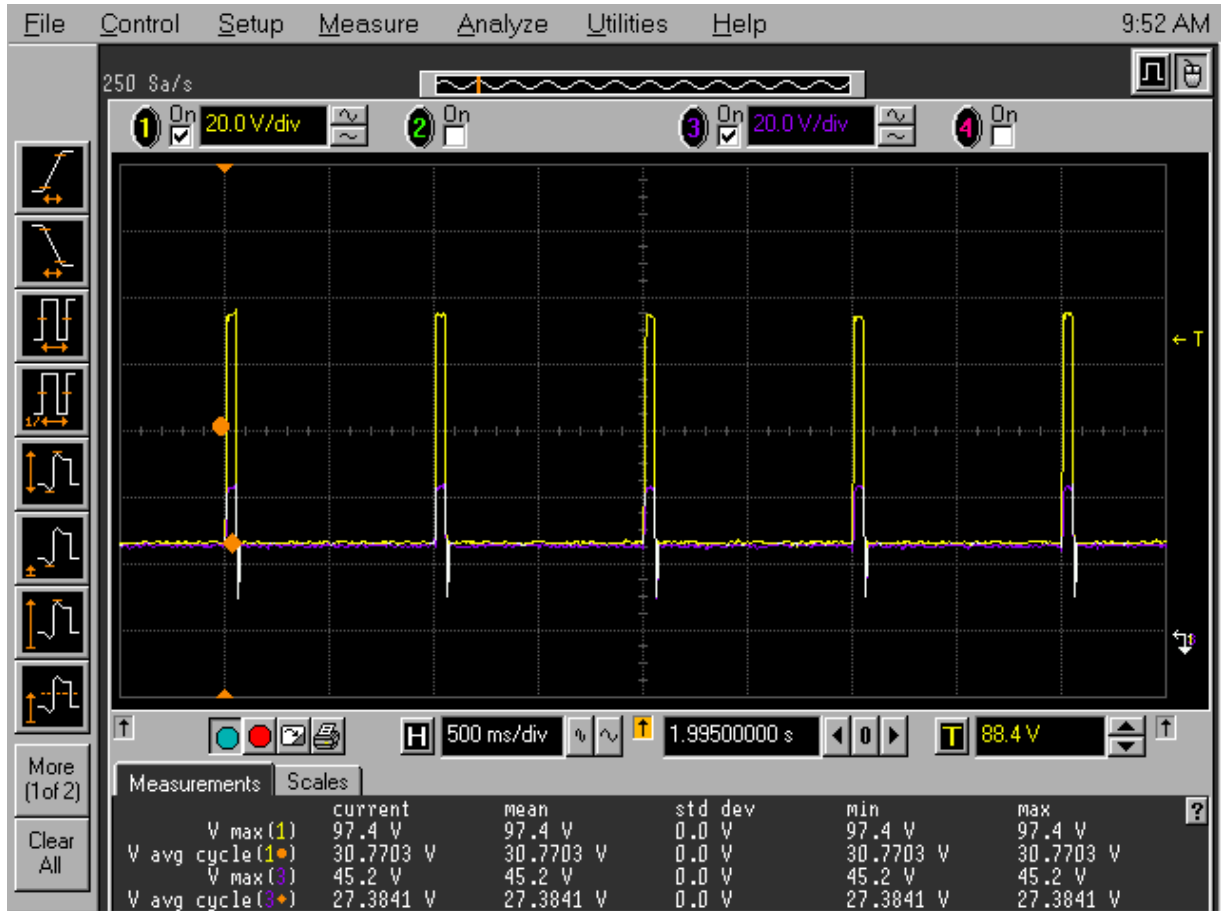 File Control Setup Measure Analyze Utilities Help 9:52 AM
250 Sa/s
1 On 20.0 V/div 2 On 3 On 20.0 V/div 4 On
T
1/
H 500 ms/div 1.99500000 s 0 T 88.4 V
More
(1of 2)
Clear
All
Measurements Scales
current mean std dev min max ?
V max(1) 97.4 V 97.4 V 0.0 V 97.4 V 97.4 V
V avg cycle(1●) 30.7703 V 30.7703 V 0.0 V 30.7703 V 30.7703 V
V max(3) 45.2 V 45.2 V 0.0 V 45.2 V 45.2 V
V avg cycle(3◆) 27.3841 V 27.3841 V 0.0 V 27.3841 V 27.3841 V